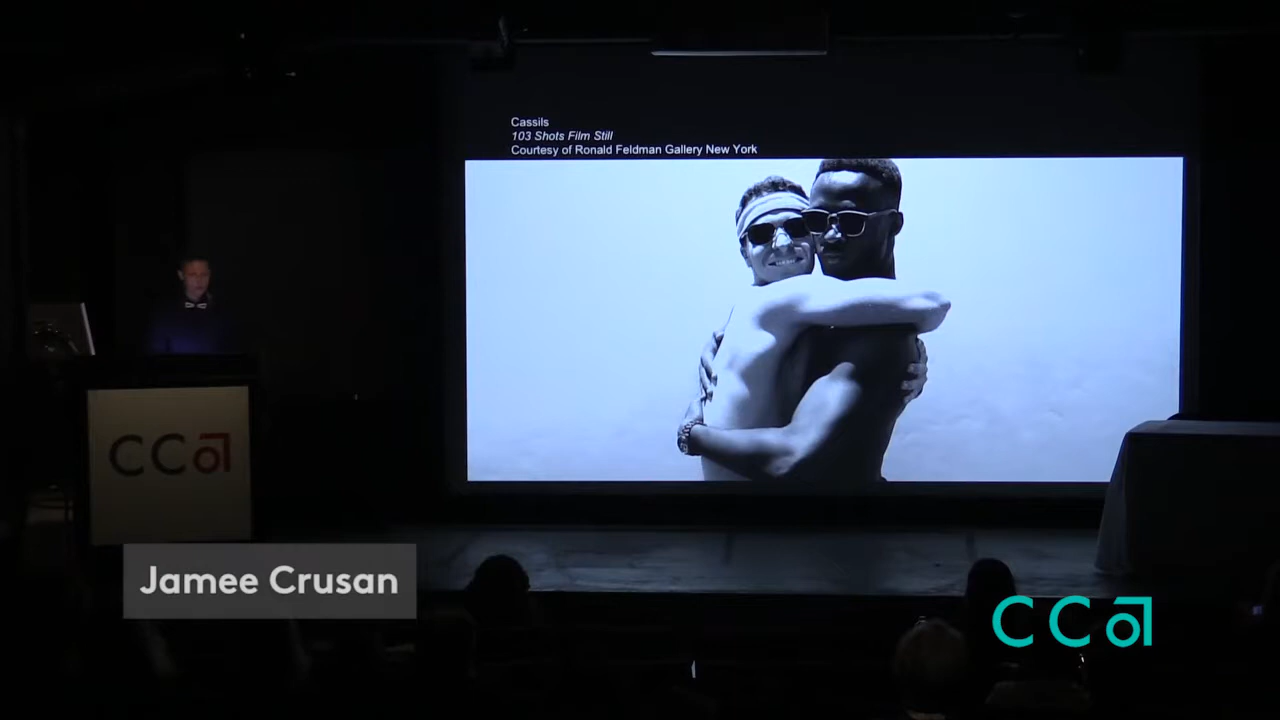 Cassils
103 Shots Film Still
Courtesy of Ronald Feldman Gallery New York
CCA
Jamee Crusan
CCA